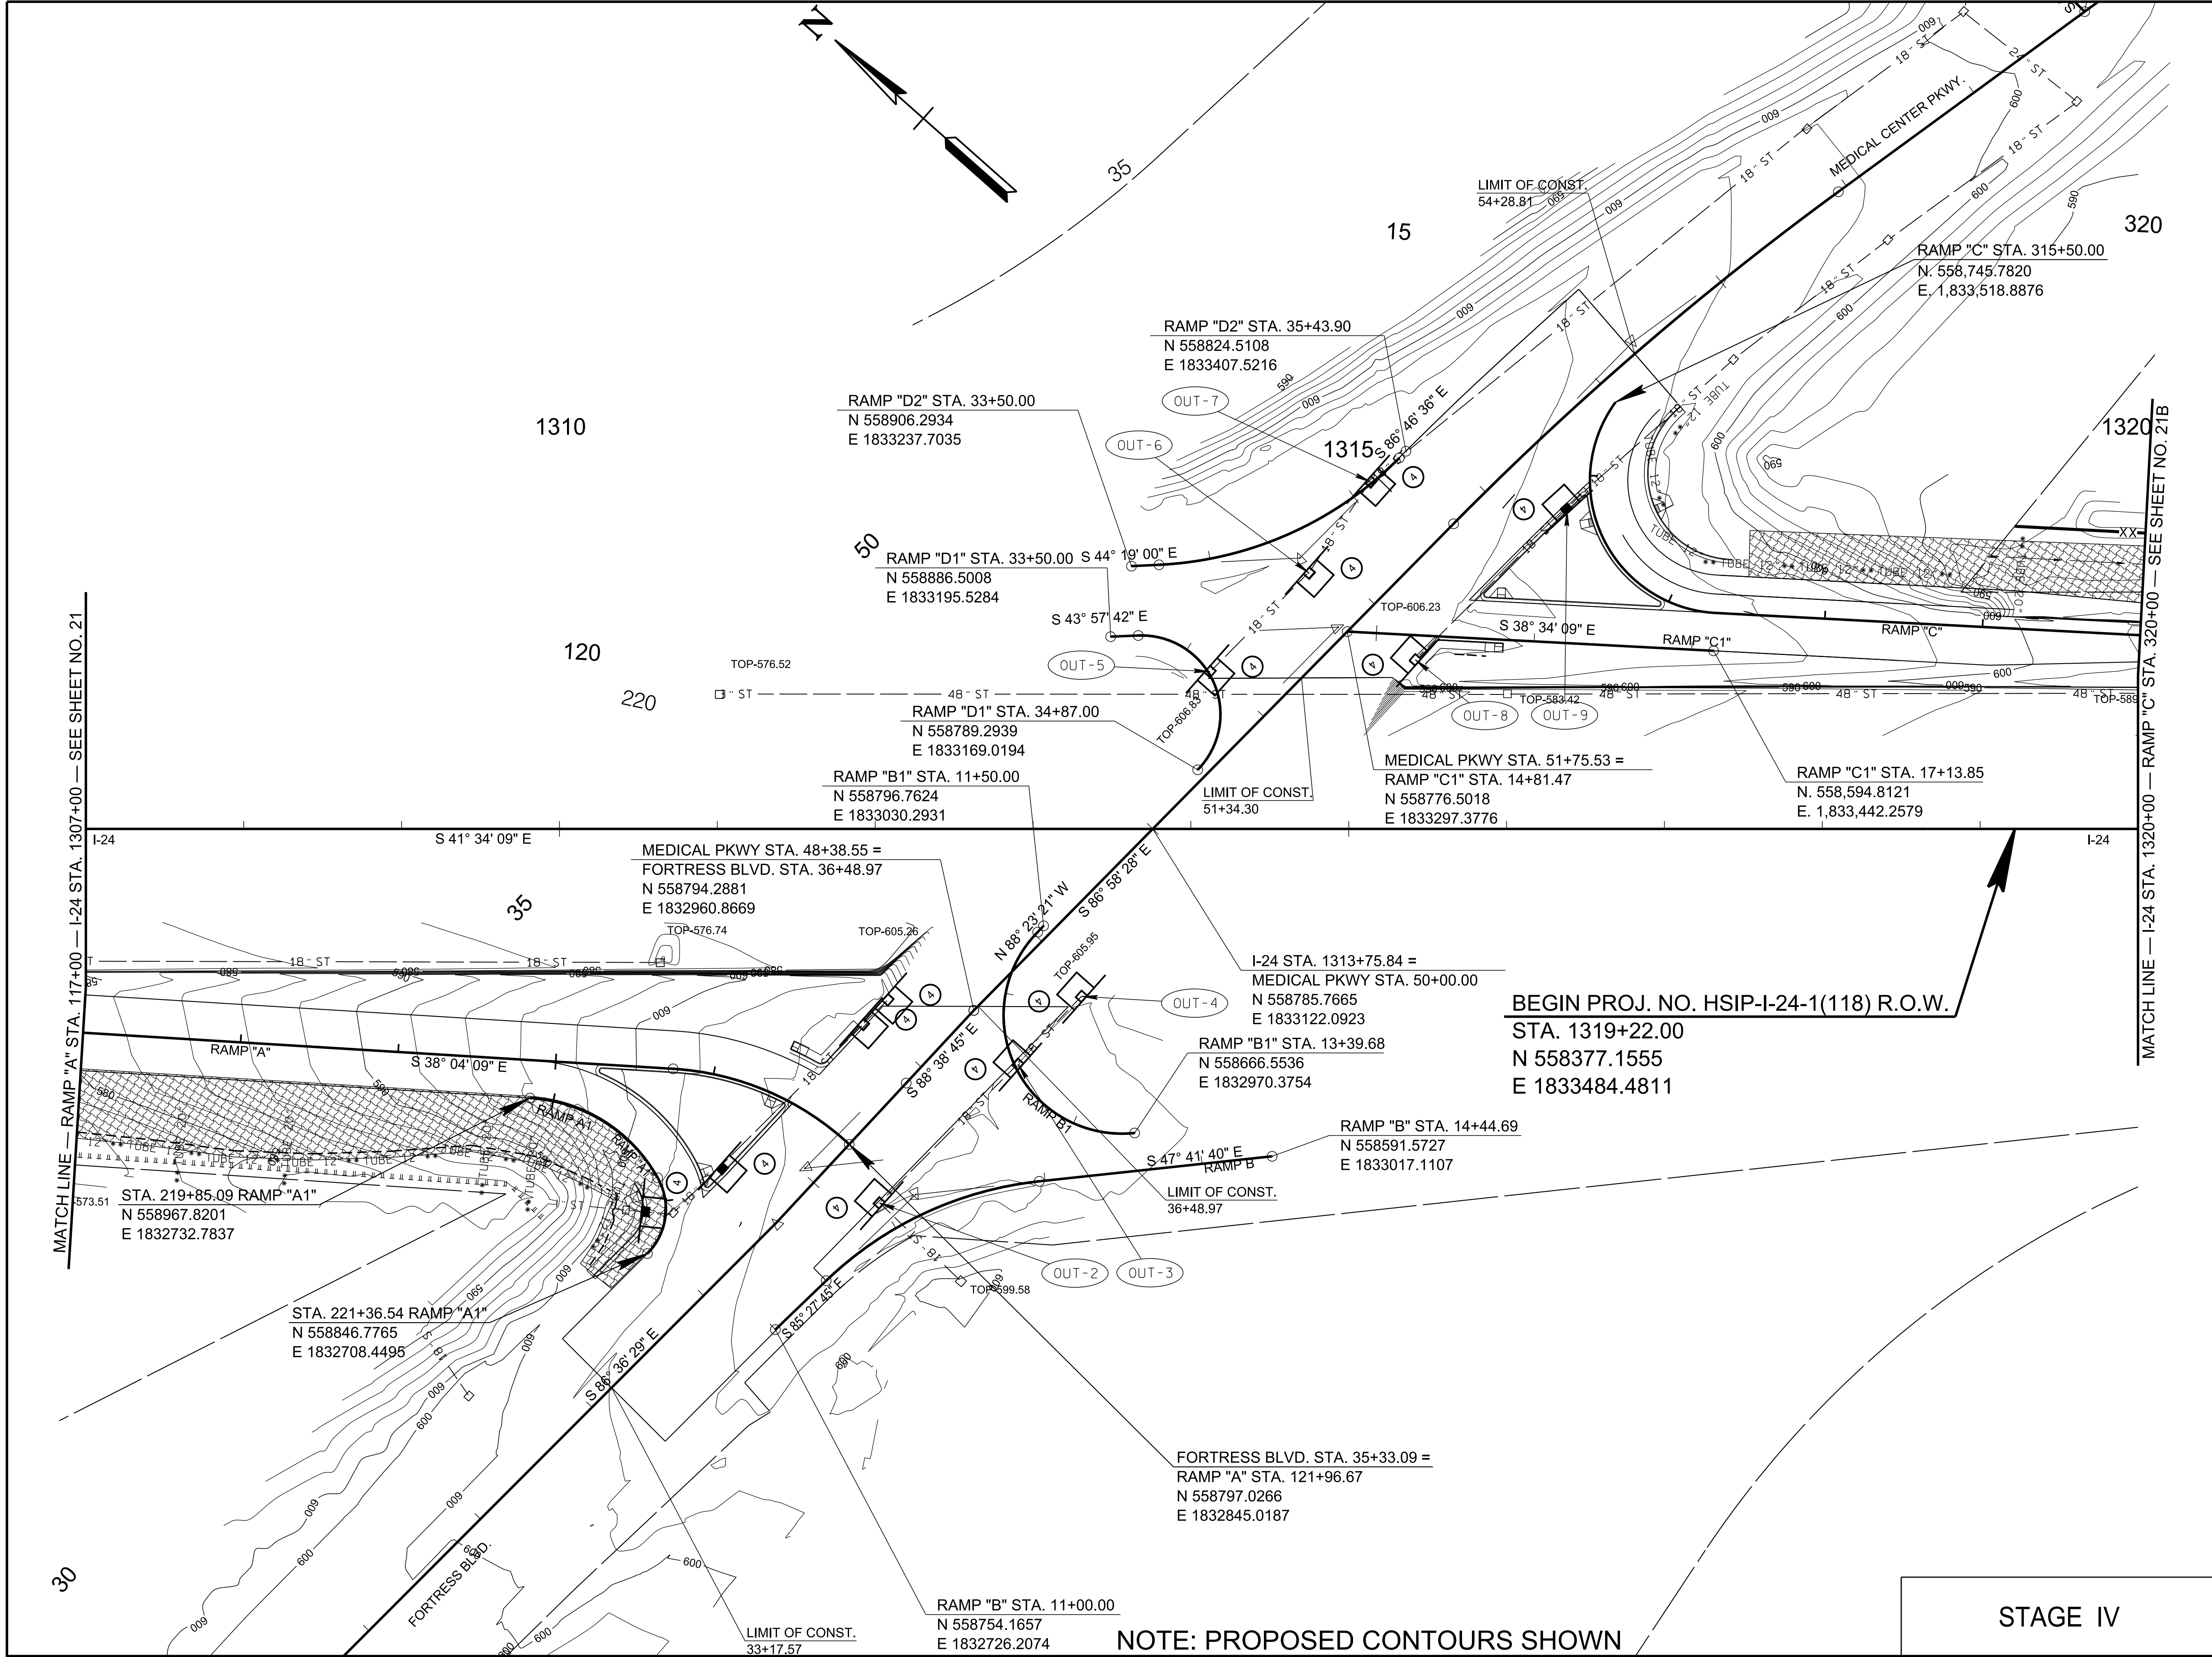 N
35
15
320
1310
1315
1320
50
120
220
35
30
MEDICAL CENTER PKWY.
LIMIT OF CONST.
54+28.81
RAMP "C" STA. 315+50.00
N. 558,745.7820
E. 1,833,518.8876
RAMP "D2" STA. 35+43.90
N 558824.5108
E 1833407.5216
RAMP "D2" STA. 33+50.00
N 558906.2934
E 1833237.7035
OUT-7
OUT-6
S 86° 46' 36" E
RAMP "D1" STA. 33+50.00
N 558886.5008
E 1833195.5284
S 44° 19' 00" E
S 43° 57' 42" E
OUT-5
TOP-576.52
TOP-606.23
TOP-606.83
S 38° 34' 09" E
RAMP "C1"
RAMP "C"
RAMP "D1" STA. 34+87.00
N 558789.2939
E 1833169.0194
OUT-8
OUT-9
TOP-583.42
TOP-589
RAMP "B1" STA. 11+50.00
N 558796.7624
E 1833030.2931
LIMIT OF CONST.
51+34.30
MEDICAL PKWY STA. 51+75.53 =
RAMP "C1" STA. 14+81.47
N 558776.5018
E 1833297.3776
RAMP "C1" STA. 17+13.85
N. 558,594.8121
E. 1,833,442.2579
I-24
S 41° 34' 09" E
I-24
MEDICAL PKWY STA. 48+38.55 =
FORTRESS BLVD. STA. 36+48.97
N 558794.2881
E 1832960.8669
TOP-576.74
TOP-605.26
TOP-605.95
N 88° 23' 21" W
S 86° 58' 28" E
I-24 STA. 1313+75.84 =
MEDICAL PKWY STA. 50+00.00
N 558785.7665
E 1833122.0923
OUT-4
BEGIN PROJ. NO. HSIP-I-24-1(118) R.O.W.
STA. 1319+22.00
N 558377.1555
E 1833484.4811
RAMP "B1" STA. 13+39.68
N 558666.5536
E 1832970.3754
RAMP "A"
S 38° 04' 09" E
S 88° 38' 45" E
RAMP B1
RAMP A1
RAMP "A1"
S 47° 41' 40" E
RAMP B
RAMP "B" STA. 14+44.69
N 558591.5727
E 1833017.1107
LIMIT OF CONST.
36+48.97
-573.51
STA. 219+85.09 RAMP "A1"
N 558967.8201
E 1832732.7837
OUT-2
OUT-3
TOP-599.58
STA. 221+36.54 RAMP "A1"
N 558846.7765
E 1832708.4495
S 85° 27' 45" E
S 86° 36' 29" E
FORTRESS BLVD. STA. 35+33.09 =
RAMP "A" STA. 121+96.67
N 558797.0266
E 1832845.0187
FORTRESS BLVD.
LIMIT OF CONST.
33+17.57
RAMP "B" STA. 11+00.00
N 558754.1657
E 1832726.2074
NOTE: PROPOSED CONTOURS SHOWN
STAGE IV
MATCH LINE — RAMP "A" STA. 117+00 — I-24 STA. 1307+00 — SEE SHEET NO. 21
MATCH LINE — I-24 STA. 1320+00 — RAMP "C" STA. 320+00 — SEE SHEET NO. 21B